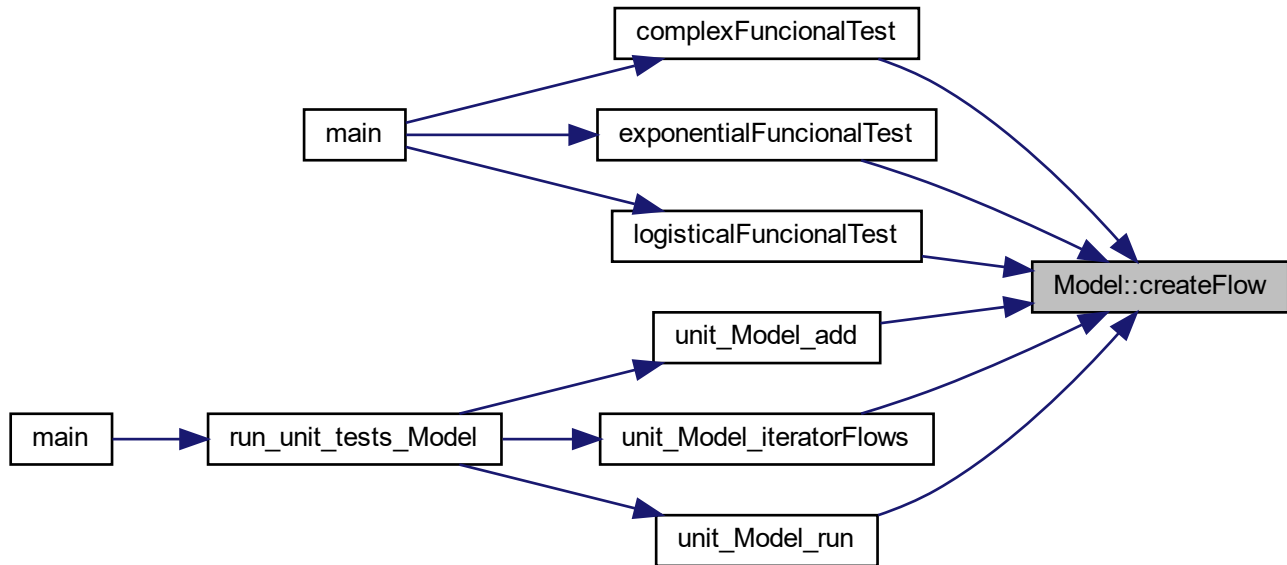 complexFuncionalTest
main
exponentialFuncionalTest
logisticalFuncionalTest
Model::createFlow
unit_Model_add
main
run_unit_tests_Model
unit_Model_iteratorFlows
unit_Model_run